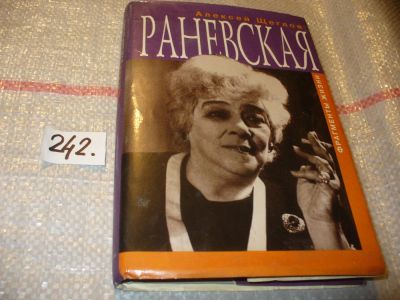 Алексей Щеглов
РАНЕВСКАЯ
ФРАГМЕНТЫ ЖИЗНИ
242.